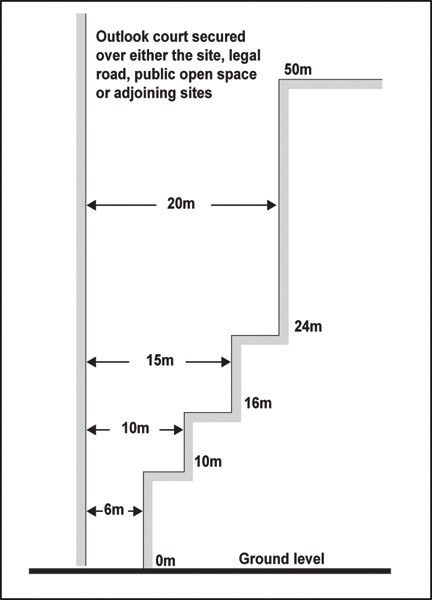 Outlook court secured
over either the site, legal
road, public open space
or adjoining sites
50m
20m
24m
15m
16m
10m
10m
6m
0m
Ground level